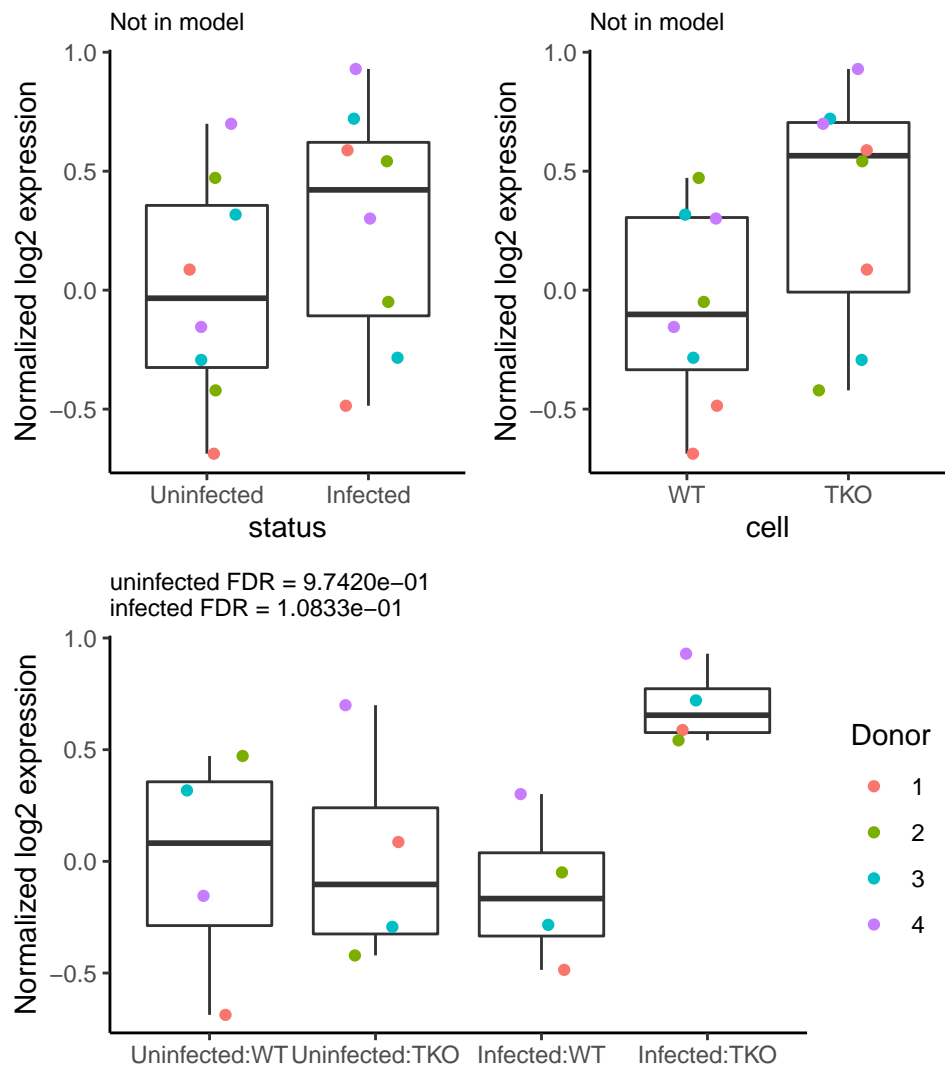 Not in model
Normalized log2 expression
1.0
0.5
0.0
−0.5
Uninfected
Infected
status
Not in model
Normalized log2 expression
1.0
0.5
0.0
−0.5
WT
TKO
cell
uninfected FDR = 9.7420e−01
infected FDR = 1.0833e−01
Normalized log2 expression
1.0
0.5
0.0
−0.5
Uninfected:WT
Uninfected:TKO
Infected:WT
Infected:TKO
Donor
1
2
3
4